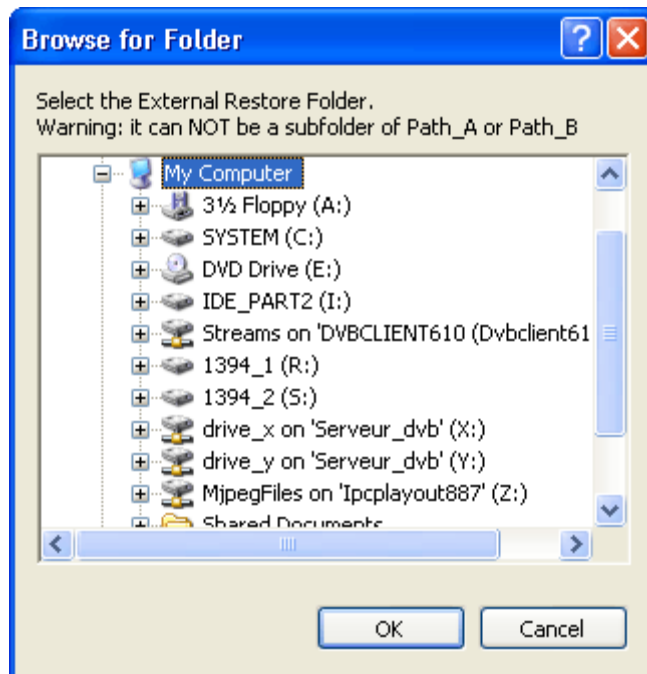 Browse for Folder
Select the External Restore Folder.
Warning: it can NOT be a subfolder of Path_A or Path_B
My Computer
3½ Floppy (A:)
SYSTEM (C:)
DVD Drive (E:)
IDE_PART2 (I:)
Streams on 'DVBCLIENT610 (Dvbclient61
1394_1 (R:)
1394_2 (S:)
drive_x on 'Serveur_dvb' (X:)
drive_y on 'Serveur_dvb' (Y:)
MjpegFiles on 'Ipcplayout887' (Z:)
Shared Documents
OK Cancel